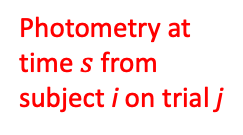 Photometry at
time s from
subject i on trial j